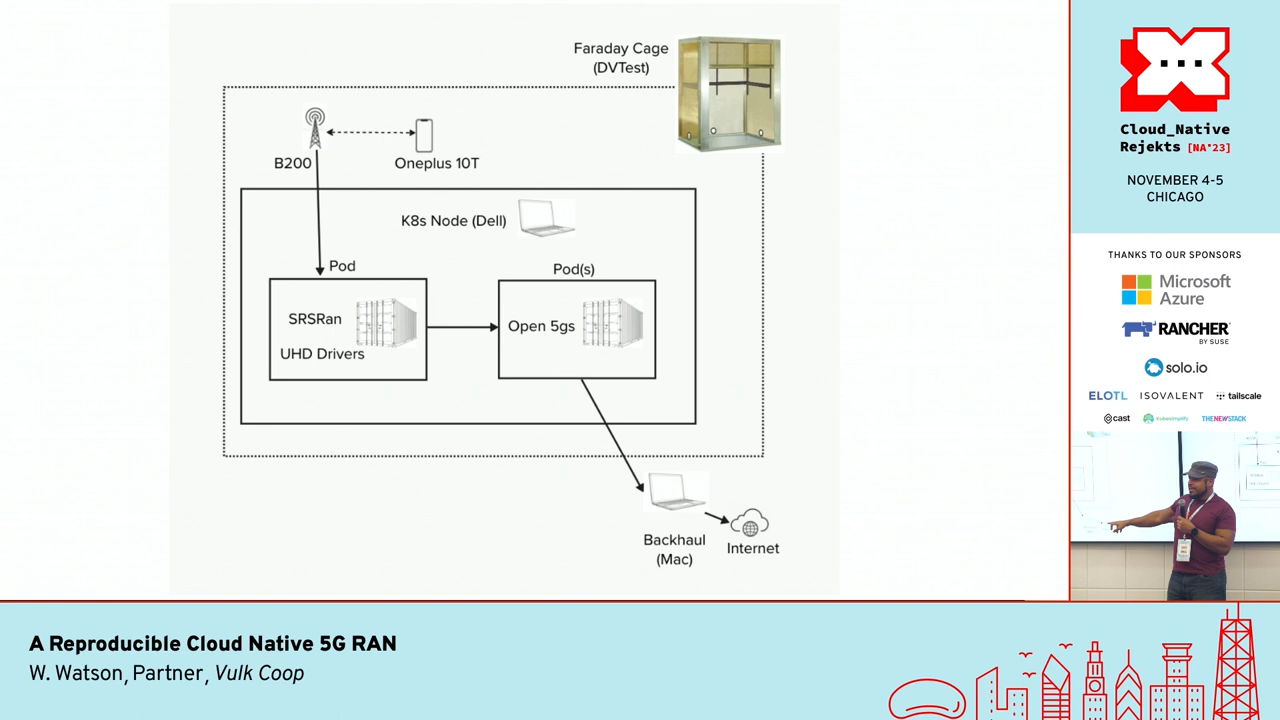 Faraday Cage
(DVTest)
B200
Oneplus 10T
K8s Node (Dell)
Pod
Pod(s)
SRSRan
UHD Drivers
Open 5gs
Backhaul
(Mac)
Internet
Cloud_Native
Rejekts [NA'23]
NOVEMBER 4-5
CHICAGO
THANKS TO OUR SPONSORS
Microsoft
Azure
RANCHER
BY SUSE
solo.io
ELOTL ISOVALENT tailscale
cast Kubesimplify THENEWSTACK
A Reproducible Cloud Native 5G RAN
W. Watson, Partner, Vulk Coop